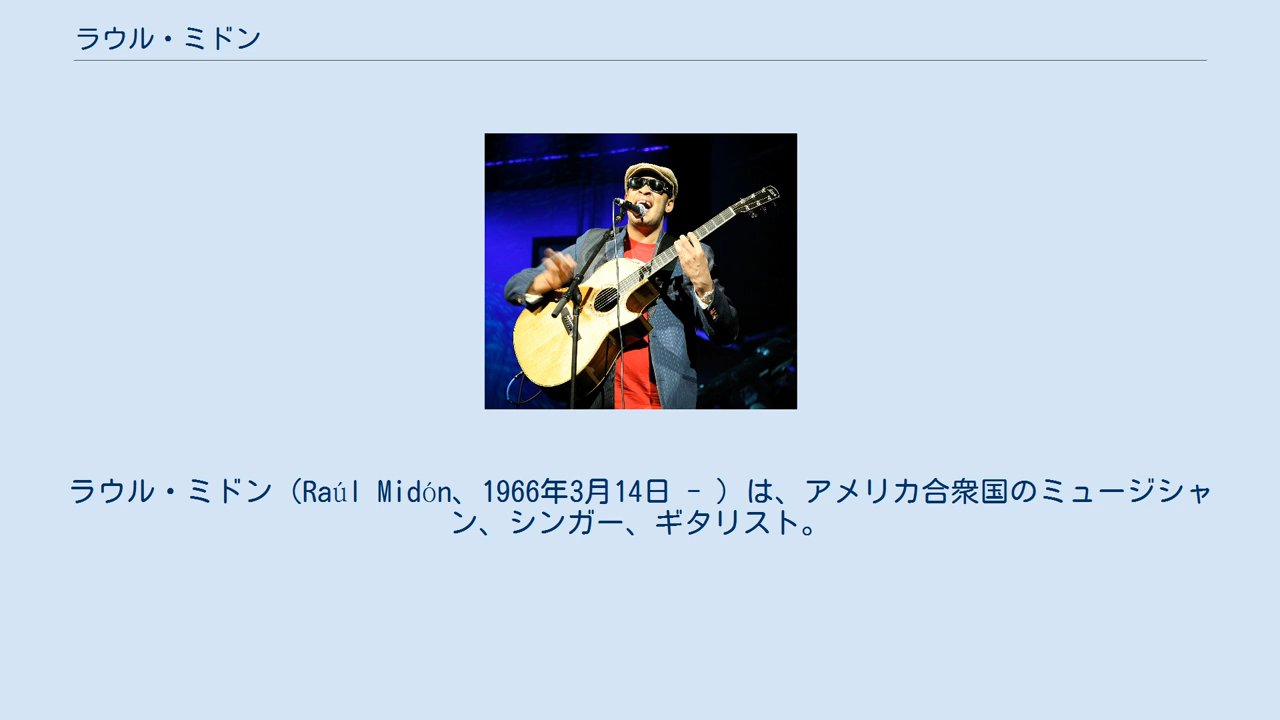 ラウル・ミドン
ラウル・ミドン（Raúl Midón、1966年3月14日 - ）は、アメリカ合衆国のミュージシャ
ン、シンガー、ギタリスト。